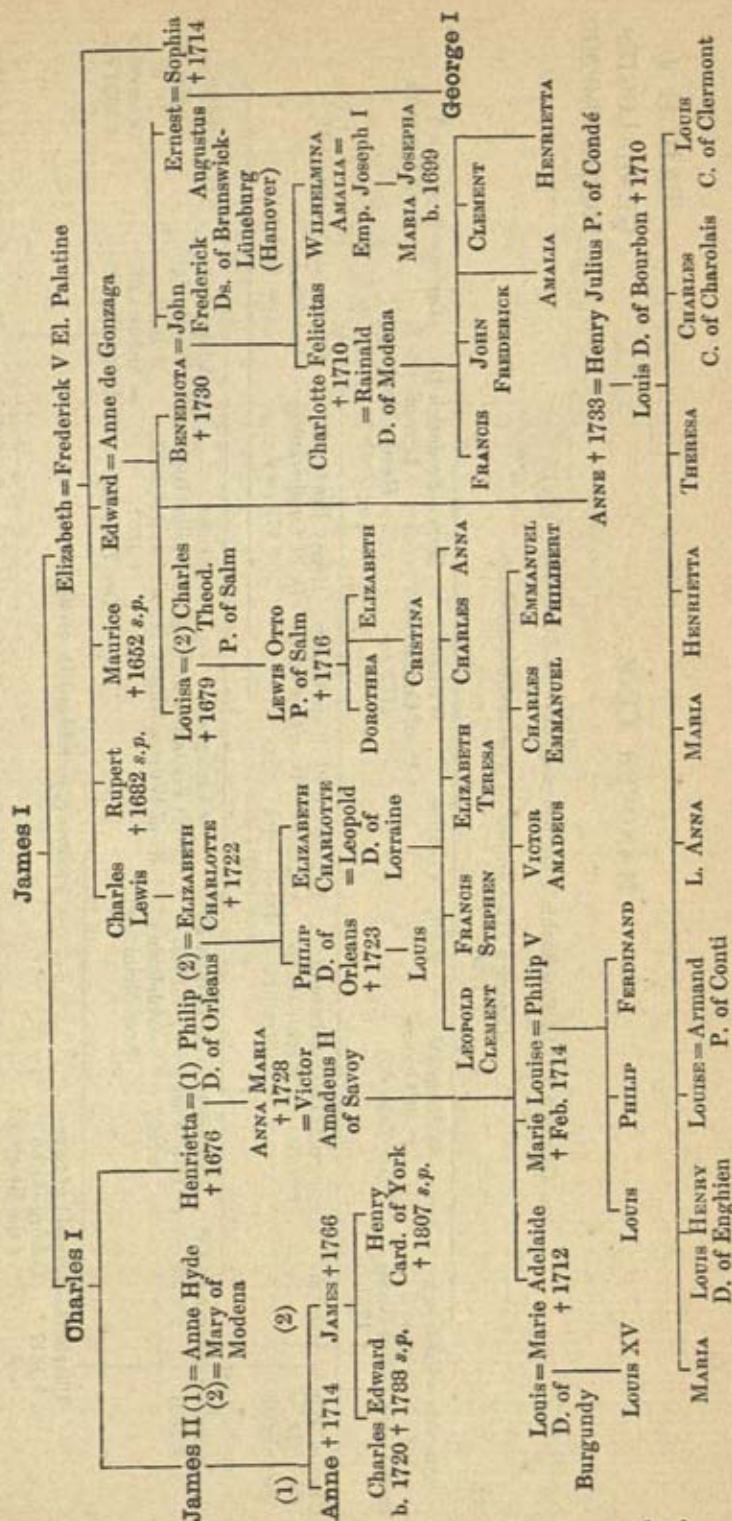 James I
Charles I
Elizabeth = Frederick V El. Palatine
James II (1) = Anne Hyde
(2) = Mary of
Modena
Henrietta = (1) Philip (2) = ELIZABETH
† 1676
D. of Orleans
CHARLOTTE
† 1722
Charles
Lewis
Rupert
† 1682 s.p.
Maurice
† 1652 s.p.
Edward = Anne de Gonzaga
Ernest = Sophia
Augustus
† 1714
(1)
(2)
Anne † 1714
JAMES † 1766
ANNA MARIA
† 1728
= Victor
Amadeus II
of Savoy
PHILIP
D. of
Orleans
† 1723
ELIZABETH
CHARLOTTE
= Leopold
D. of
Lorraine
Louisa = (2) Charles
† 1679
Theod.
P. of Salm
BENEDICTA = John
† 1730
Frederick
Ds. of Brunswick-
Lüneburg
(Hanover)
Charles Edward
b. 1720 † 1788 s.p.
Henry
Card. of York
† 1807 s.p.
LOUIS
LEWIS OTTO
P. of Salm
† 1716
Charlotte Felicitas
† 1710
= Rainald
D. of Modena
WILHELMINA
AMALIA =
Emp. Joseph I
George I
LEOPOLD
CLEMENT
FRANCIS
STEPHEN
ELIZABETH
TERESA
CHARLES
ANNA
DOROTHEA
ELIZABETH
CRISTINA
MARIA JOSEPHA
b. 1699
FRANCIS
JOHN
FREDERICK
CLEMENT
AMALIA
HENRIETTA
Louis = Marie Adelaide
D. of
† 1712
Burgundy
Marie Louise = Philip V
† Feb. 1714
VICTOR
AMADEUS
CHARLES
EMMANUEL
EMMANUEL
PHILIBERT
ANNE † 1733 = Henry Julius P. of Condé
LOUIS XV
LOUIS
PHILIP
FERDINAND
Louis D. of Bourbon † 1710
MARIA
LOUIS HENRY
D. of Enghien
LOUISE = Armand
P. of Conti
L. ANNA
MARIA
HENRIETTA
THERESA
CHARLES
C. of Charolais
LOUIS
C. of Clermont